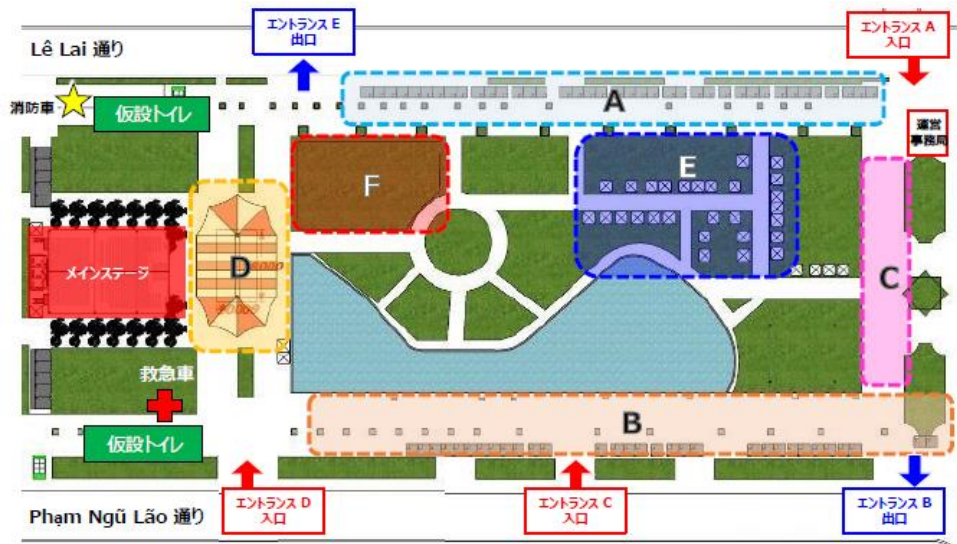 エントランス E
出口
エントランス A
入口
Lê Lai 通り
消防車
仮設トイレ
A
運営
事務局
F
E
メインステージ
D
C
救急車
B
仮設トイレ
エントランス D
入口
エントランス C
入口
エントランス B
出口
Phạm Ngũ Lão 通り